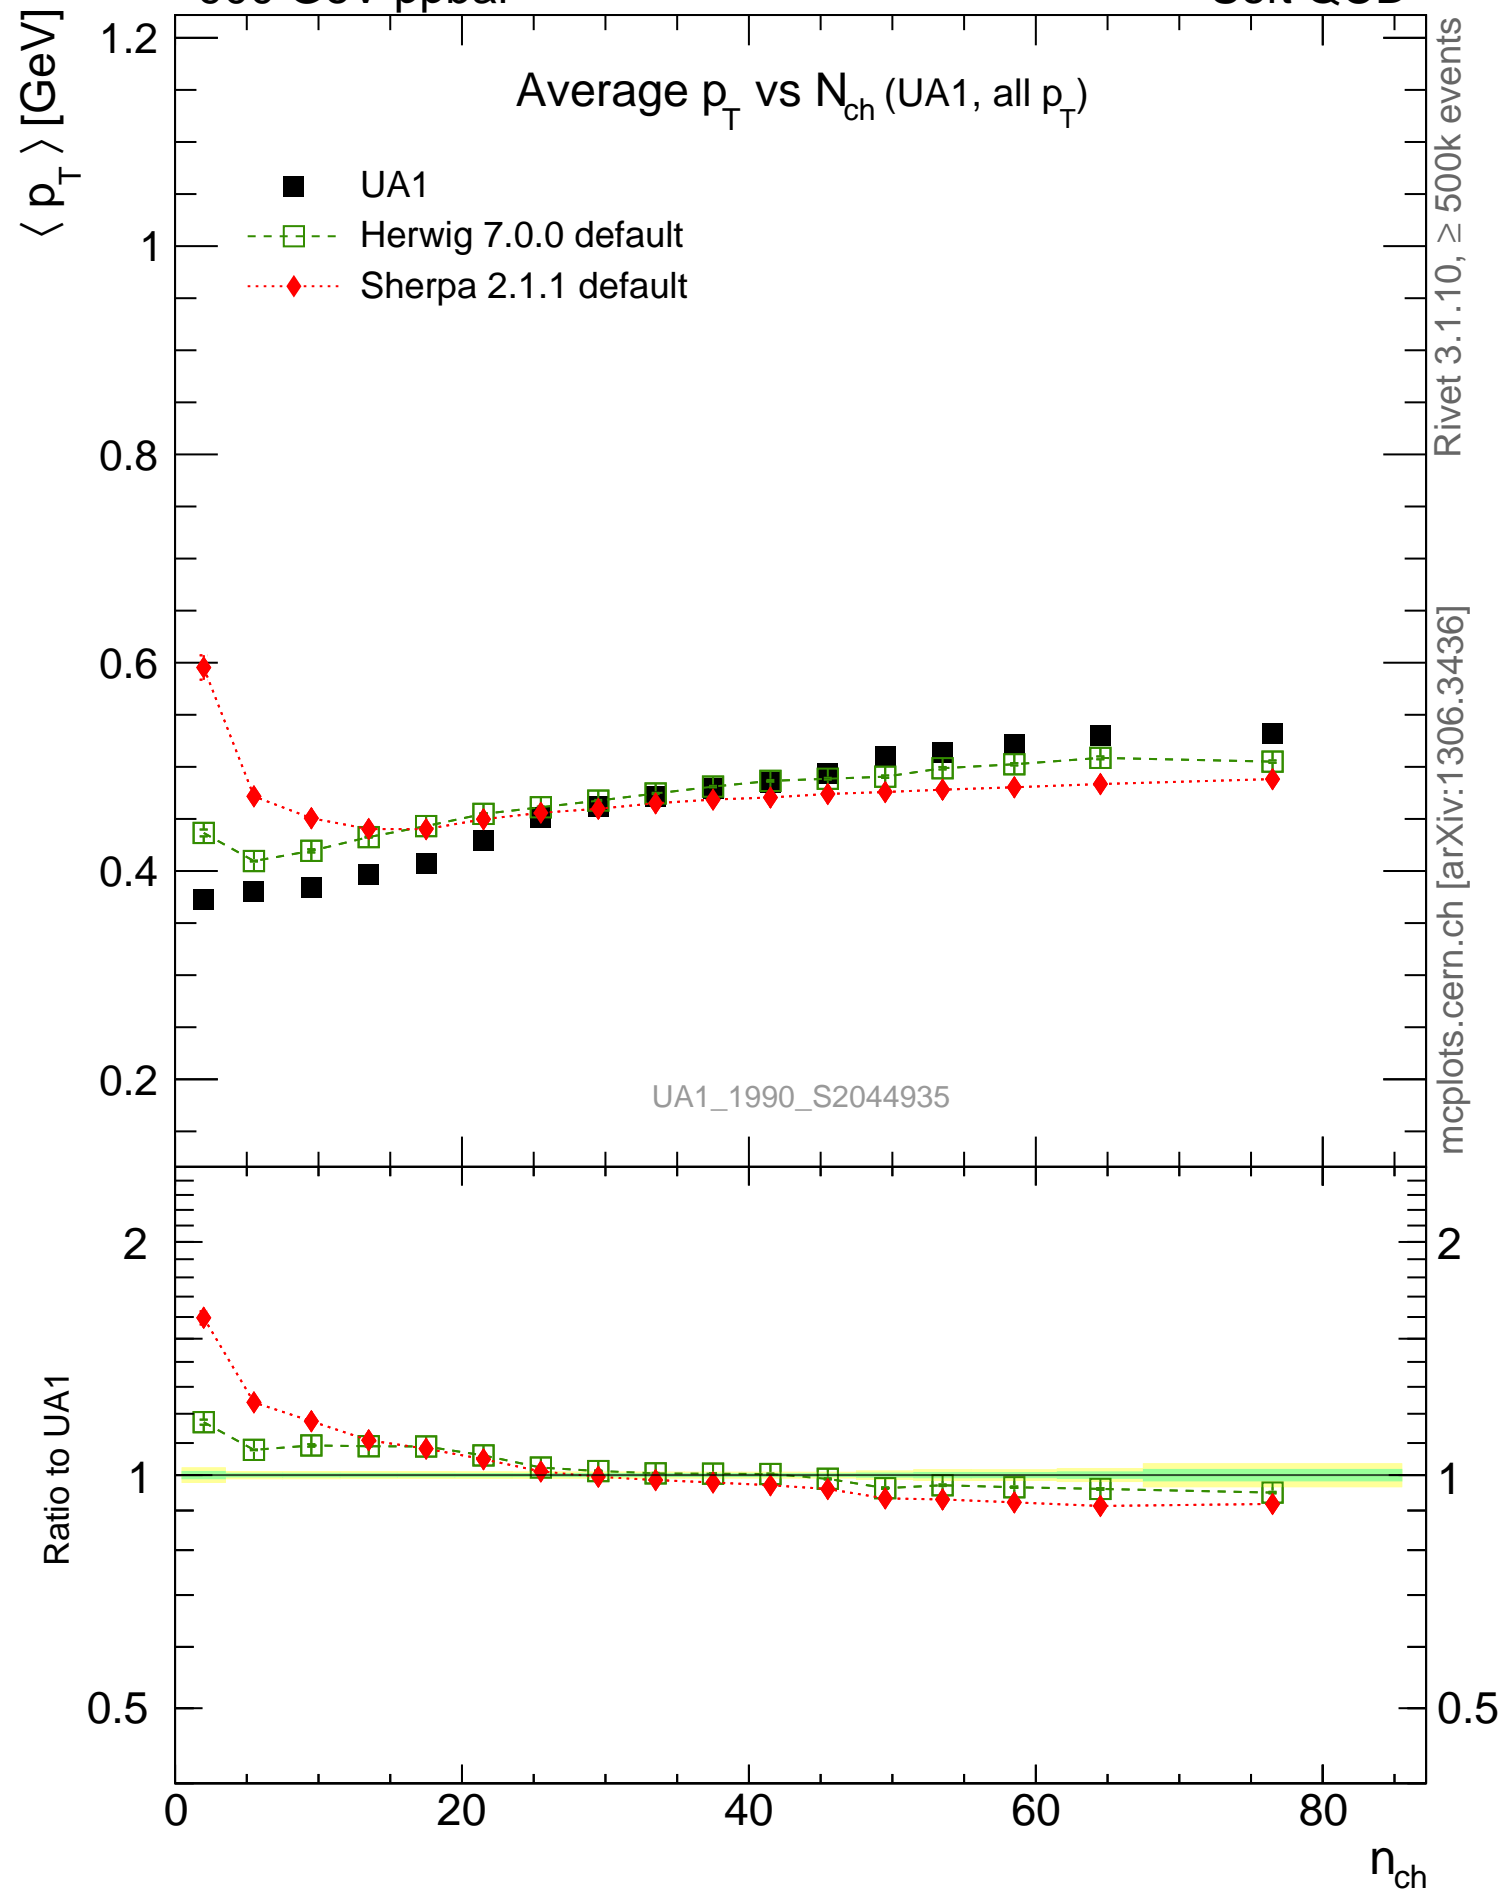 ⟨ p_T ⟩ [GeV]
Average p_T vs N_ch (UA1, all p_T)
UA1
Herwig 7.0.0 default
Sherpa 2.1.1 default
1.2
1
0.8
0.6
0.4
0.2
UA1_1990_S2044935
Rivet 3.1.10, ≥ 500k events
mcplots.cern.ch [arXiv:1306.3436]
Ratio to UA1
2
1
0.5
2
1
0.5
0 20 40 60 80
n_ch